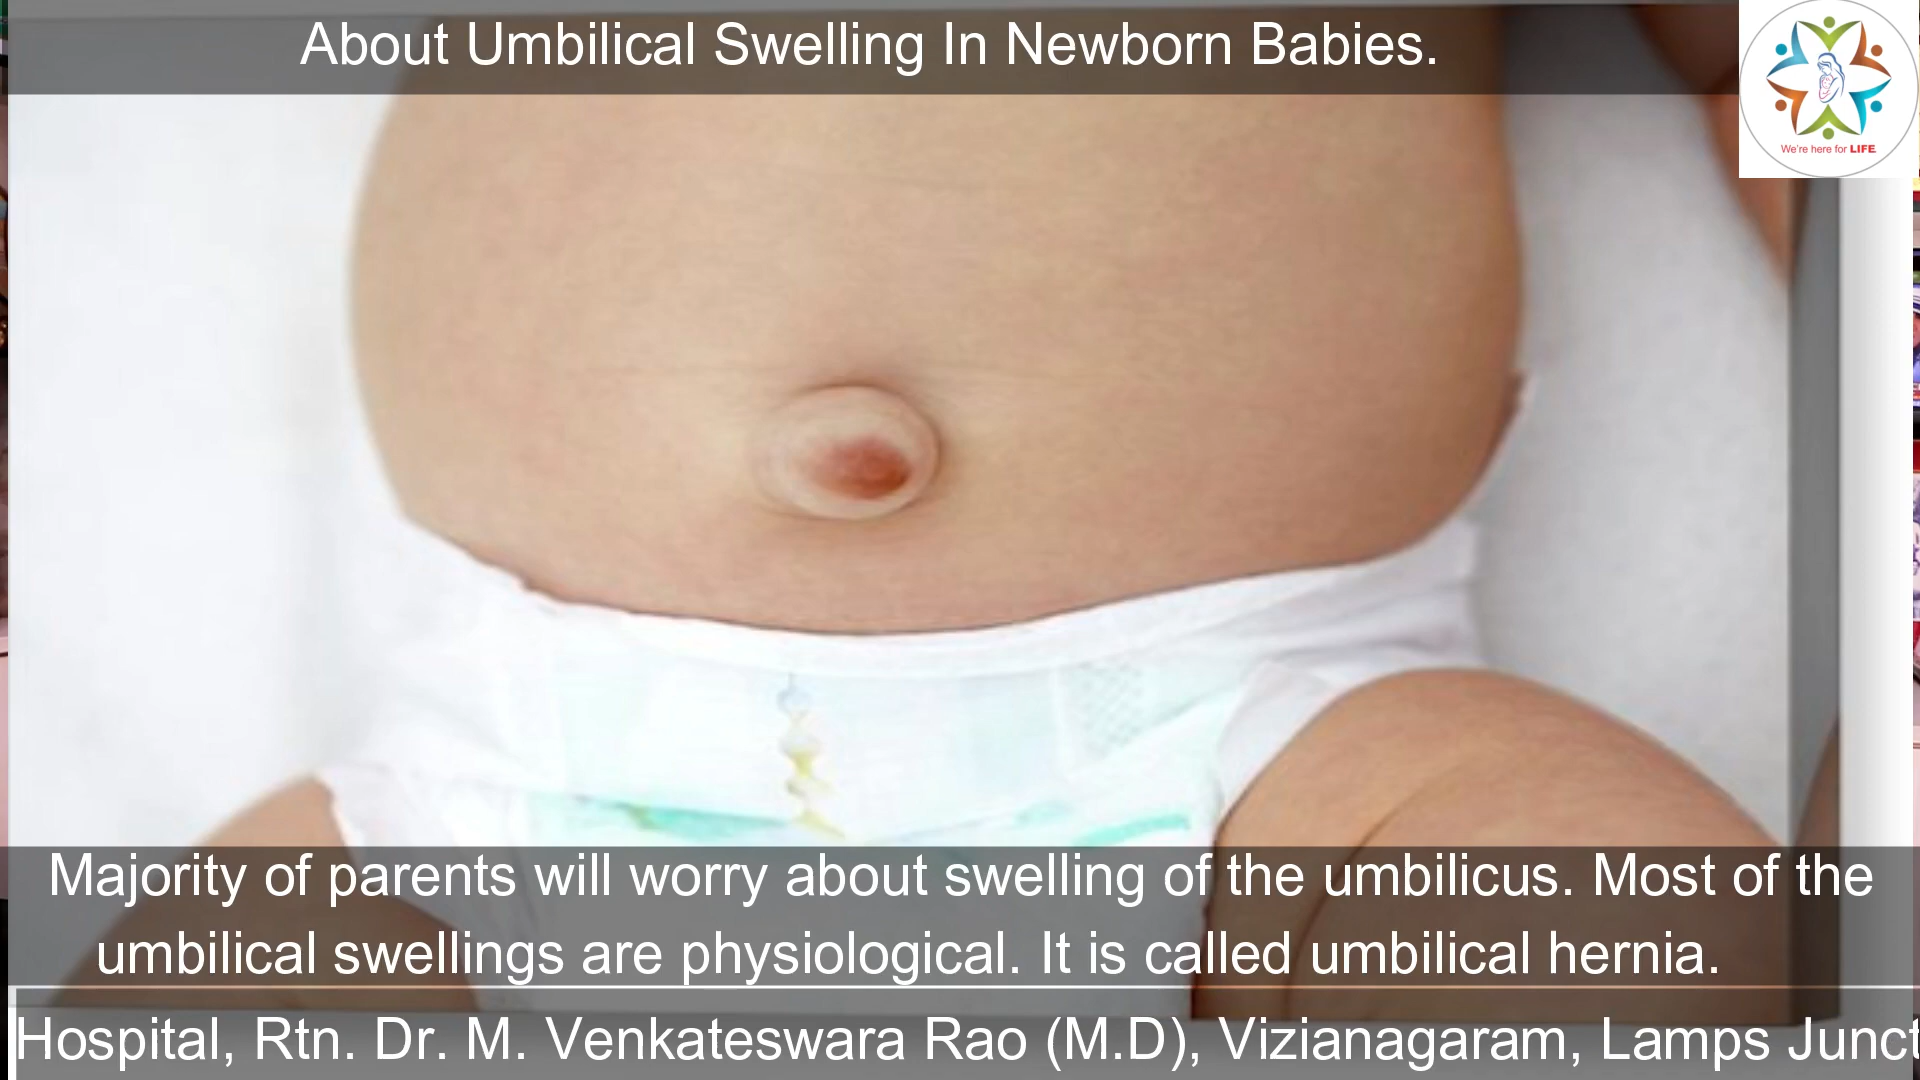 About Umbilical Swelling In Newborn Babies.
We're here for LIFE
Majority of parents will worry about swelling of the umbilicus. Most of the
umbilical swellings are physiological. It is called umbilical hernia.
Hospital, Rtn. Dr. M. Venkateswara Rao (M.D), Vizianagaram, Lamps Junct